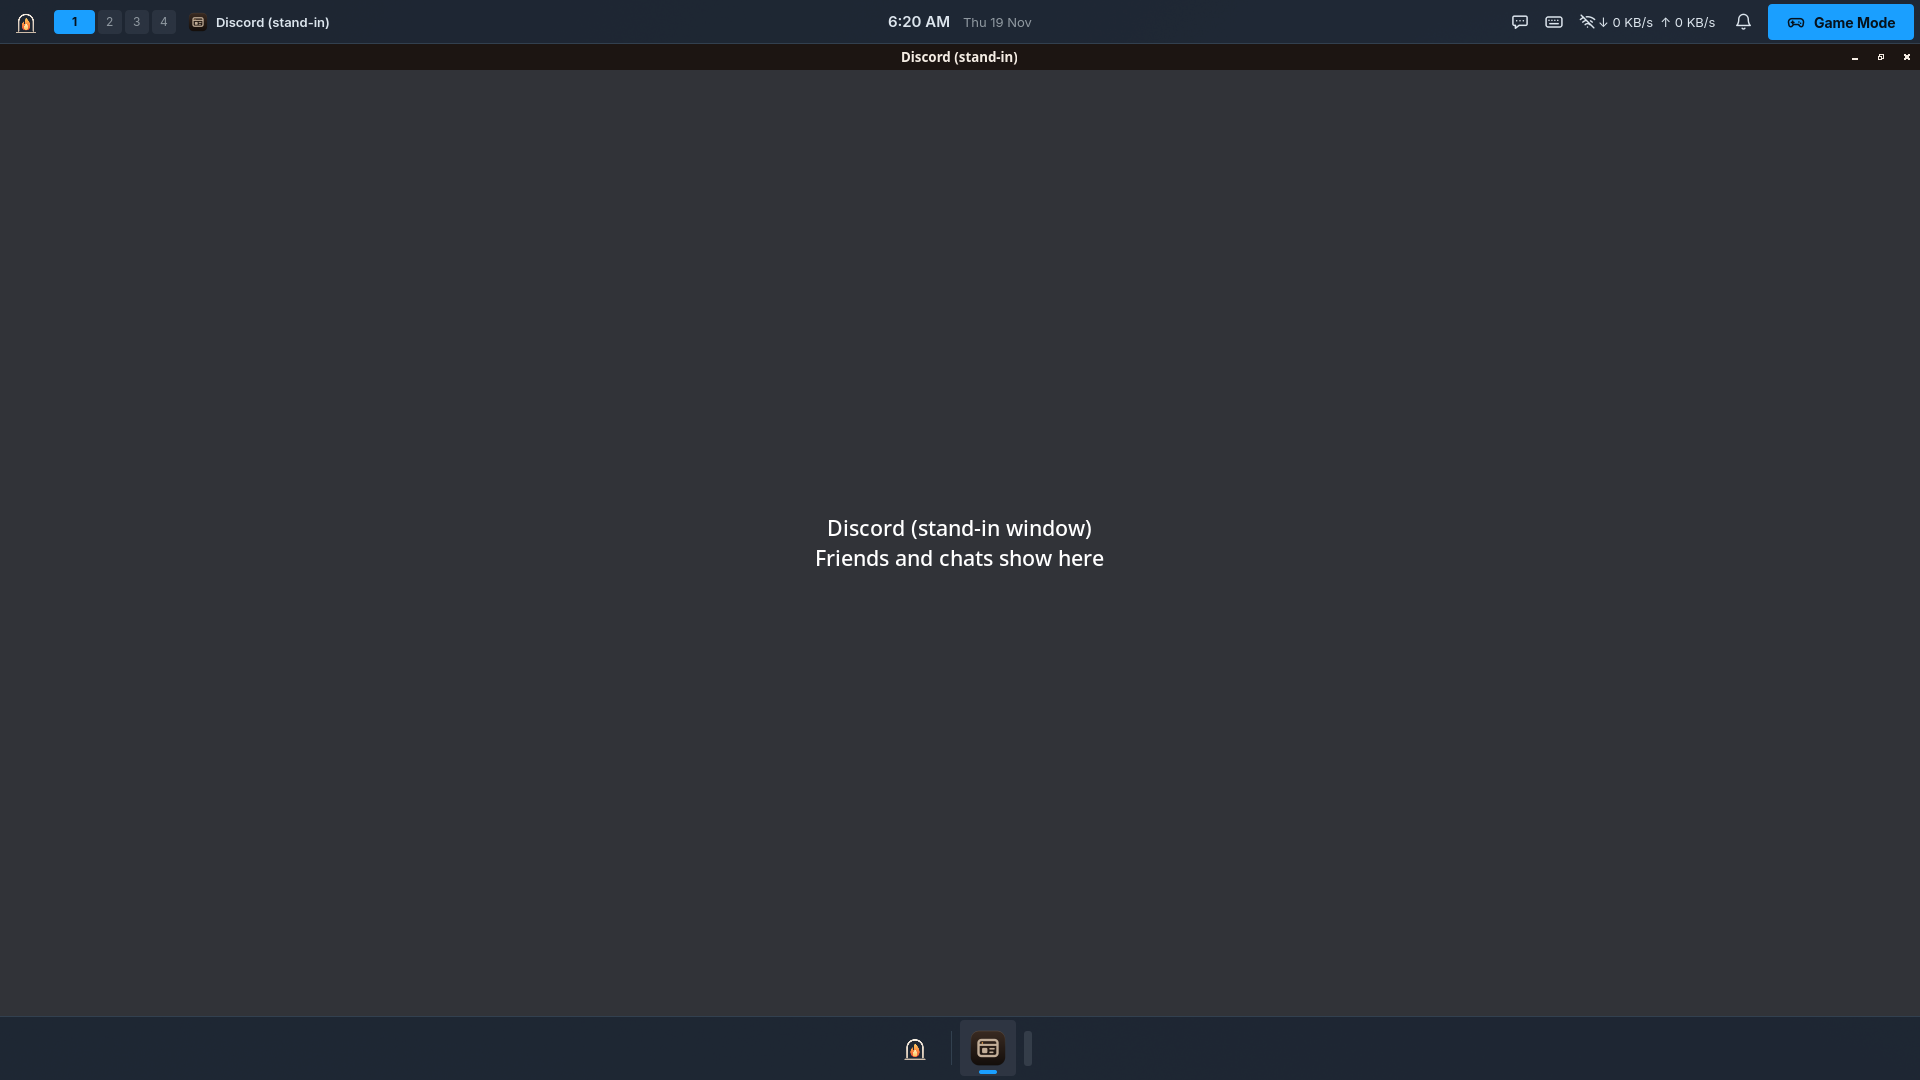 1 2 3 4 Discord (stand-in) 6:20 AM Thu 19 Nov ↓ 0 KB/s ↑ 0 KB/s Game Mode
Discord (stand-in)
Discord (stand-in window)
Friends and chats show here